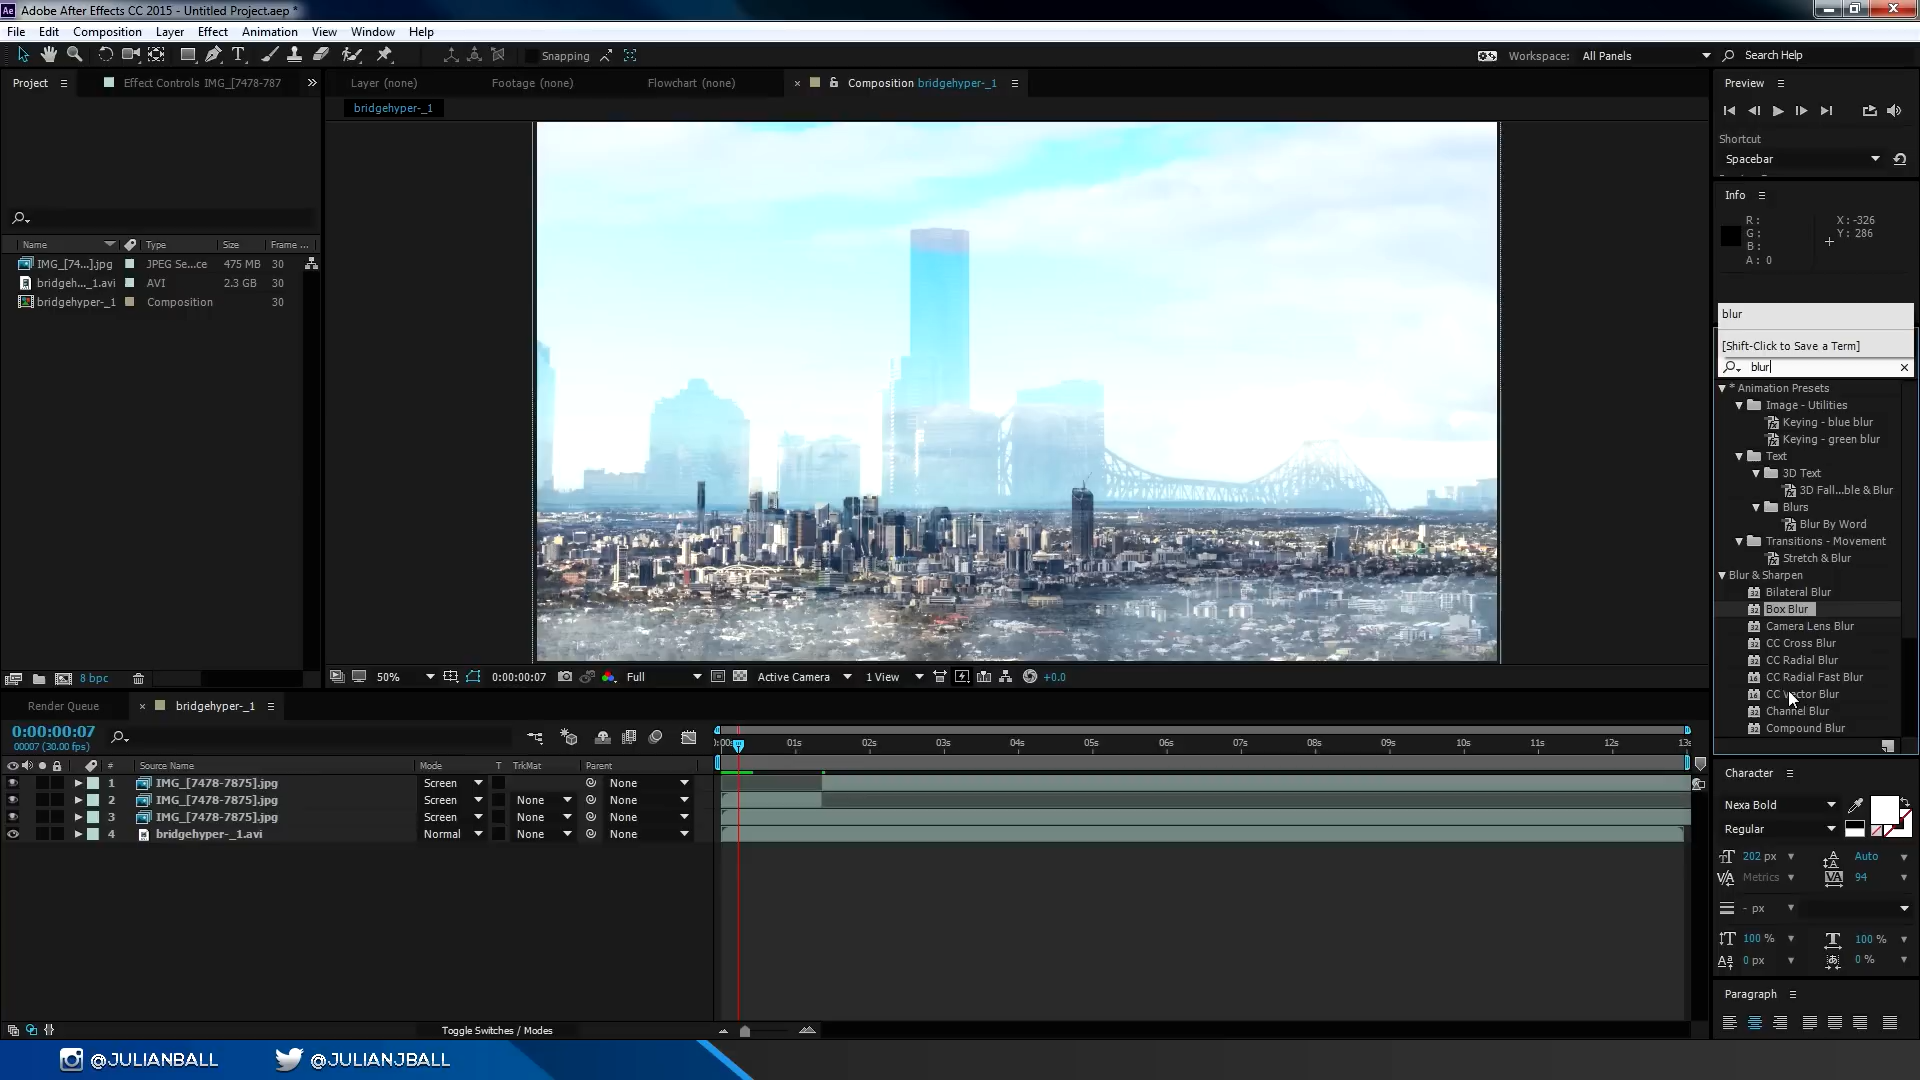 Adobe After Effects CC 2015 - Untitled Project.aep *
File Edit Composition Layer Effect Animation View Window Help
Snapping
Workspace: All Panels
Search Help
Project
Effect Controls IMG_[7478-787
Layer (none)
Footage (none)
Flowchart (none)
Composition bridgehyper-_1
bridgehyper-_1
Preview
Shortcut
Spacebar
Info
R :
G :
B :
A : 0
X : -326
Y : 286
Name Type Size Frame ...
IMG_[74...].jpg JPEG Se...ce 475 MB 30
bridgeh..._1.avi AVI 2.3 GB 30
bridgehyper-_1 Composition 30
8 bpc
blur
[Shift-Click to Save a Term]
blur
* Animation Presets
Image - Utilities
Keying - blue blur
Keying - green blur
Text
3D Text
3D Fall...ble & Blur
Blurs
Blur By Word
Transitions - Movement
Stretch & Blur
Blur & Sharpen
Bilateral Blur
Box Blur
Camera Lens Blur
CC Cross Blur
CC Radial Blur
CC Radial Fast Blur
CC Vector Blur
Channel Blur
Compound Blur
50% 0:00:00:07 Full Active Camera 1 View +0.0
Render Queue
bridgehyper-_1
0:00:00:07
00007 (30.00 fps)
01s 02s 03s 04s 05s 06s 07s 08s 09s 10s 11s 12s
# Source Name Mode T TrkMat Parent
1 IMG_[7478-7875].jpg Screen None
2 IMG_[7478-7875].jpg Screen None None
3 IMG_[7478-7875].jpg Screen None None
4 bridgehyper-_1.avi Normal None None
Toggle Switches / Modes
Character
Nexa Bold
Regular
202 px Auto
Metrics 94
- px
100 % 100 %
0 px 0 %
Paragraph
@JULIANBALL @JULIANJBALL